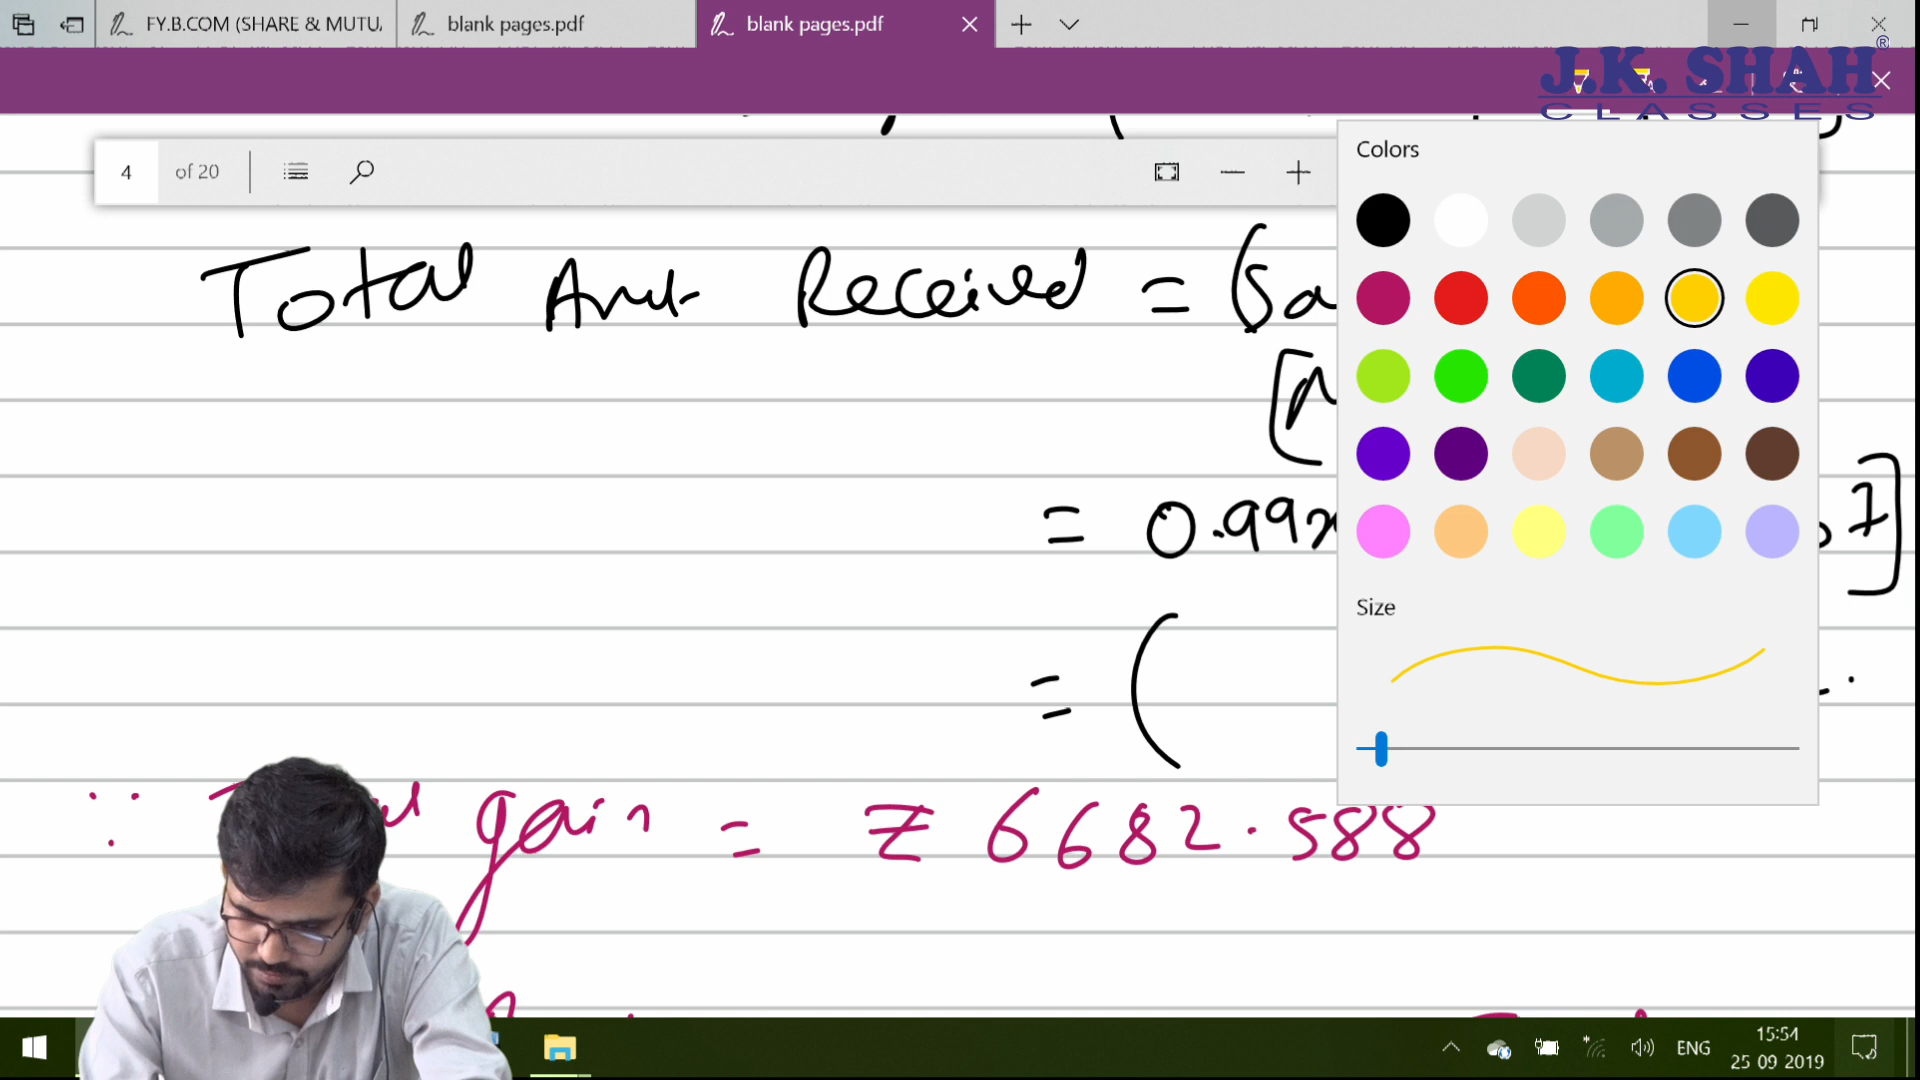 FY.B.COM (SHARE & MUTU
blank pages.pdf
blank pages.pdf
J.K. SHAH®
CLASSES
4 of 20
Colors
Total Amt Received = (Sa
= 0.99x
Size
= (
∵ gain = ₹ 6682.588
ENG
15:54
25 09 2019